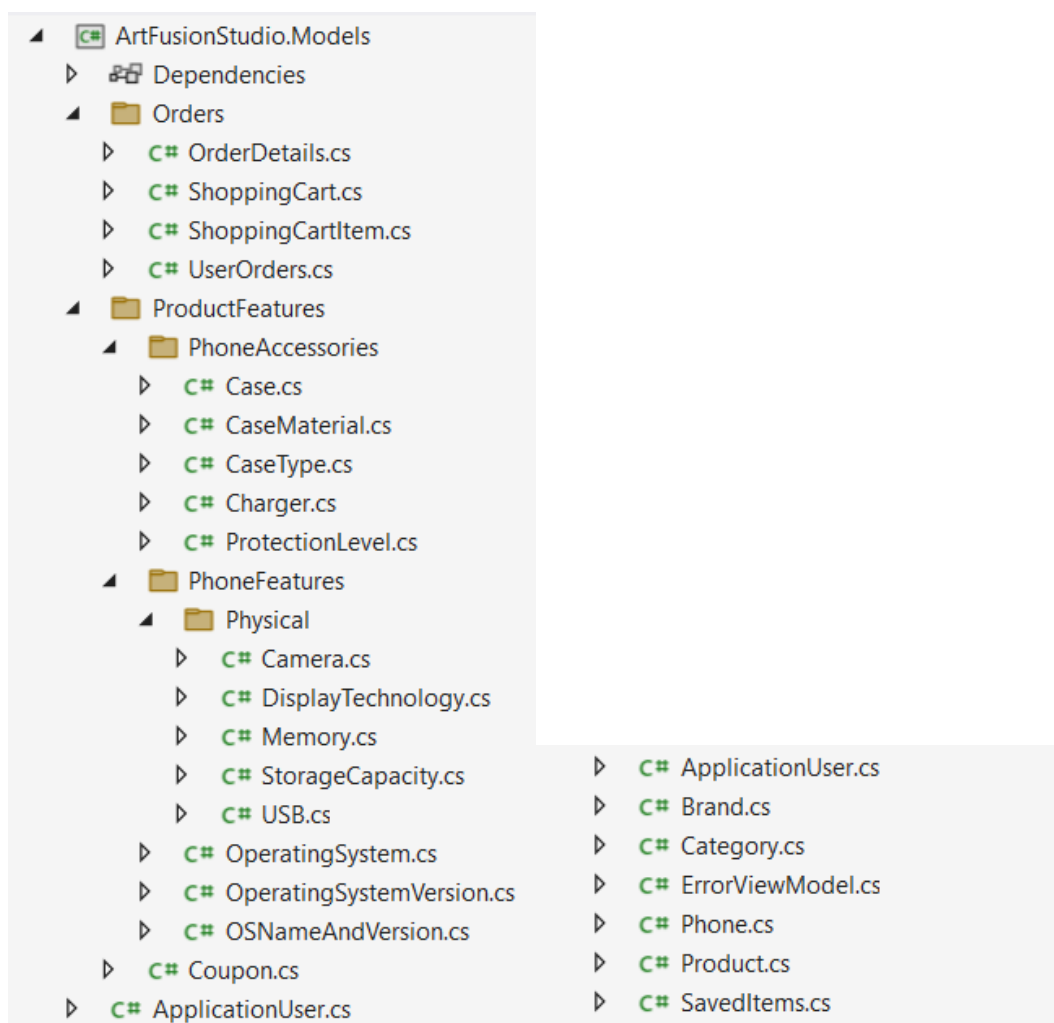 C# ArtFusionStudio.Models
Dependencies
Orders
C# OrderDetails.cs
C# ShoppingCart.cs
C# ShoppingCartItem.cs
C# UserOrders.cs
ProductFeatures
PhoneAccessories
C# Case.cs
C# CaseMaterial.cs
C# CaseType.cs
C# Charger.cs
C# ProtectionLevel.cs
PhoneFeatures
Physical
C# Camera.cs
C# DisplayTechnology.cs
C# Memory.cs
C# StorageCapacity.cs
C# USB.cs
C# OperatingSystem.cs
C# OperatingSystemVersion.cs
C# OSNameAndVersion.cs
C# Coupon.cs
C# ApplicationUser.cs
C# ApplicationUser.cs
C# Brand.cs
C# Category.cs
C# ErrorViewModel.cs
C# Phone.cs
C# Product.cs
C# SavedItems.cs